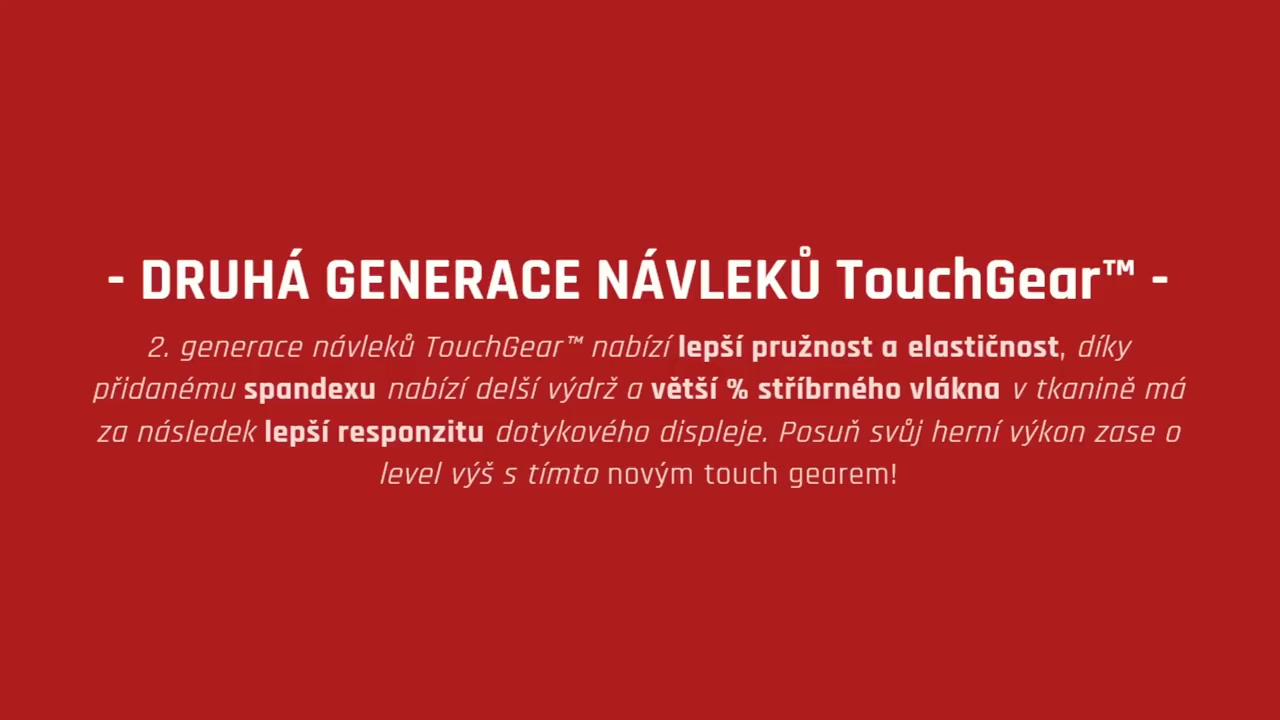 - DRUHÁ GENERACE NÁVLEKŮ TouchGear™ -
2. generace návleků TouchGear™ nabízí lepší pružnost a elastičnost, díky
přidanému spandexu nabízí delší výdrž a větší % stříbrného vlákna v tkanině má
za následek lepší responzitu dotykového displeje. Posuň svůj herní výkon zase o
level výš s tímto novým touch gearem!